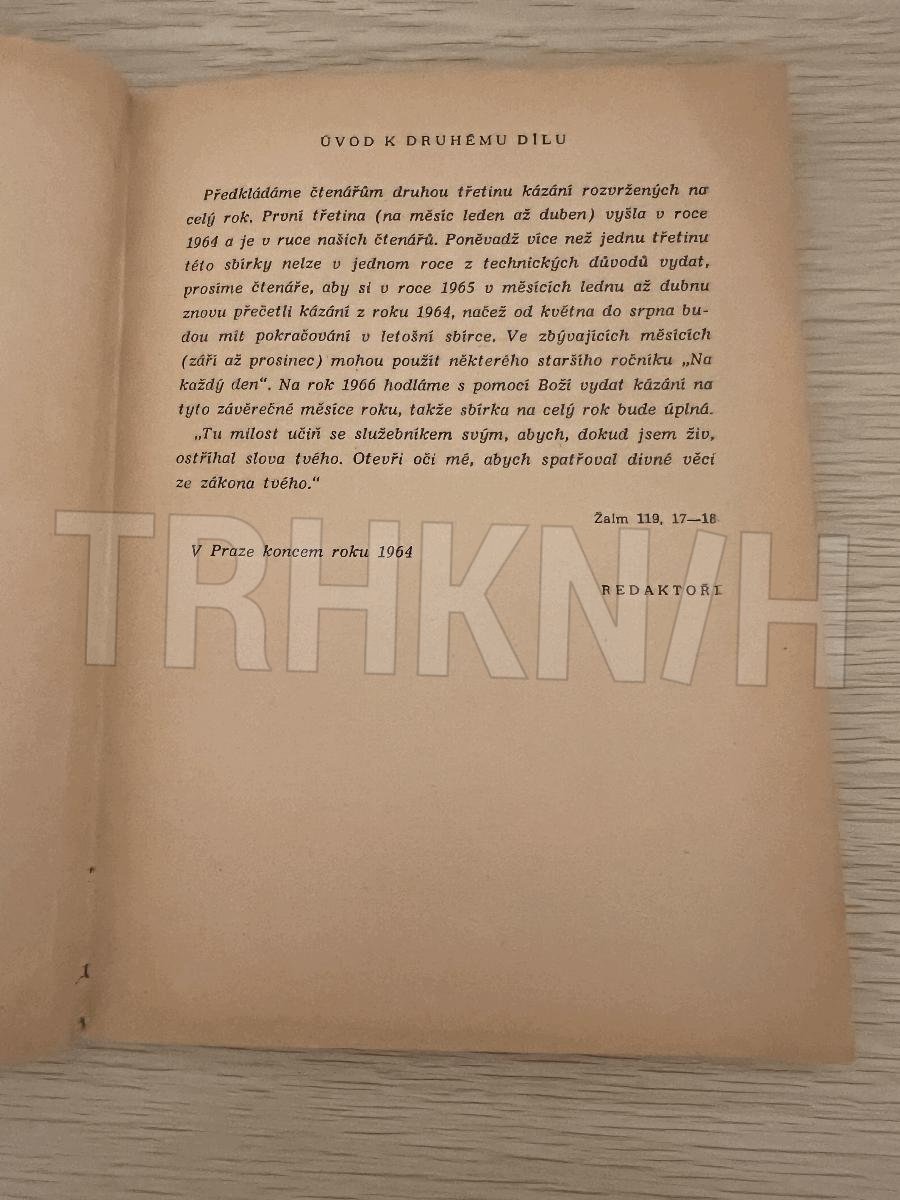 ÚVOD K DRUHÉMU DÍLU
Předkládáme čtenářům druhou třetinu kázání rozvržených na
celý rok. První třetina (na měsíc leden až duben) vyšla v roce
1964 a je v ruce našich čtenářů. Poněvadž více než jednu třetinu
této sbírky nelze v jednom roce z technických důvodů vydat,
prosíme čtenáře, aby si v roce 1965 v měsících lednu až dubnu
znovu přečetli kázání z roku 1964, načež od května do srpna bu-
dou mít pokračování v letošní sbírce. Ve zbývajících měsících
(září až prosinec) mohou použít některého staršího ročníku „Na
každý den“. Na rok 1966 hodláme s pomocí Boží vydat kázání na
tyto závěrečné měsíce roku, takže sbírka na celý rok bude úplná.
„Tu milost učiň se služebníkem svým, abych, dokud jsem živ,
ostříhal slova tvého. Otevři oči mé, abych spatřoval divné věci
ze zákona tvého.“
Žalm 119, 17—18
V Praze koncem roku 1964
REDAKTOŘI
TRHKNIH